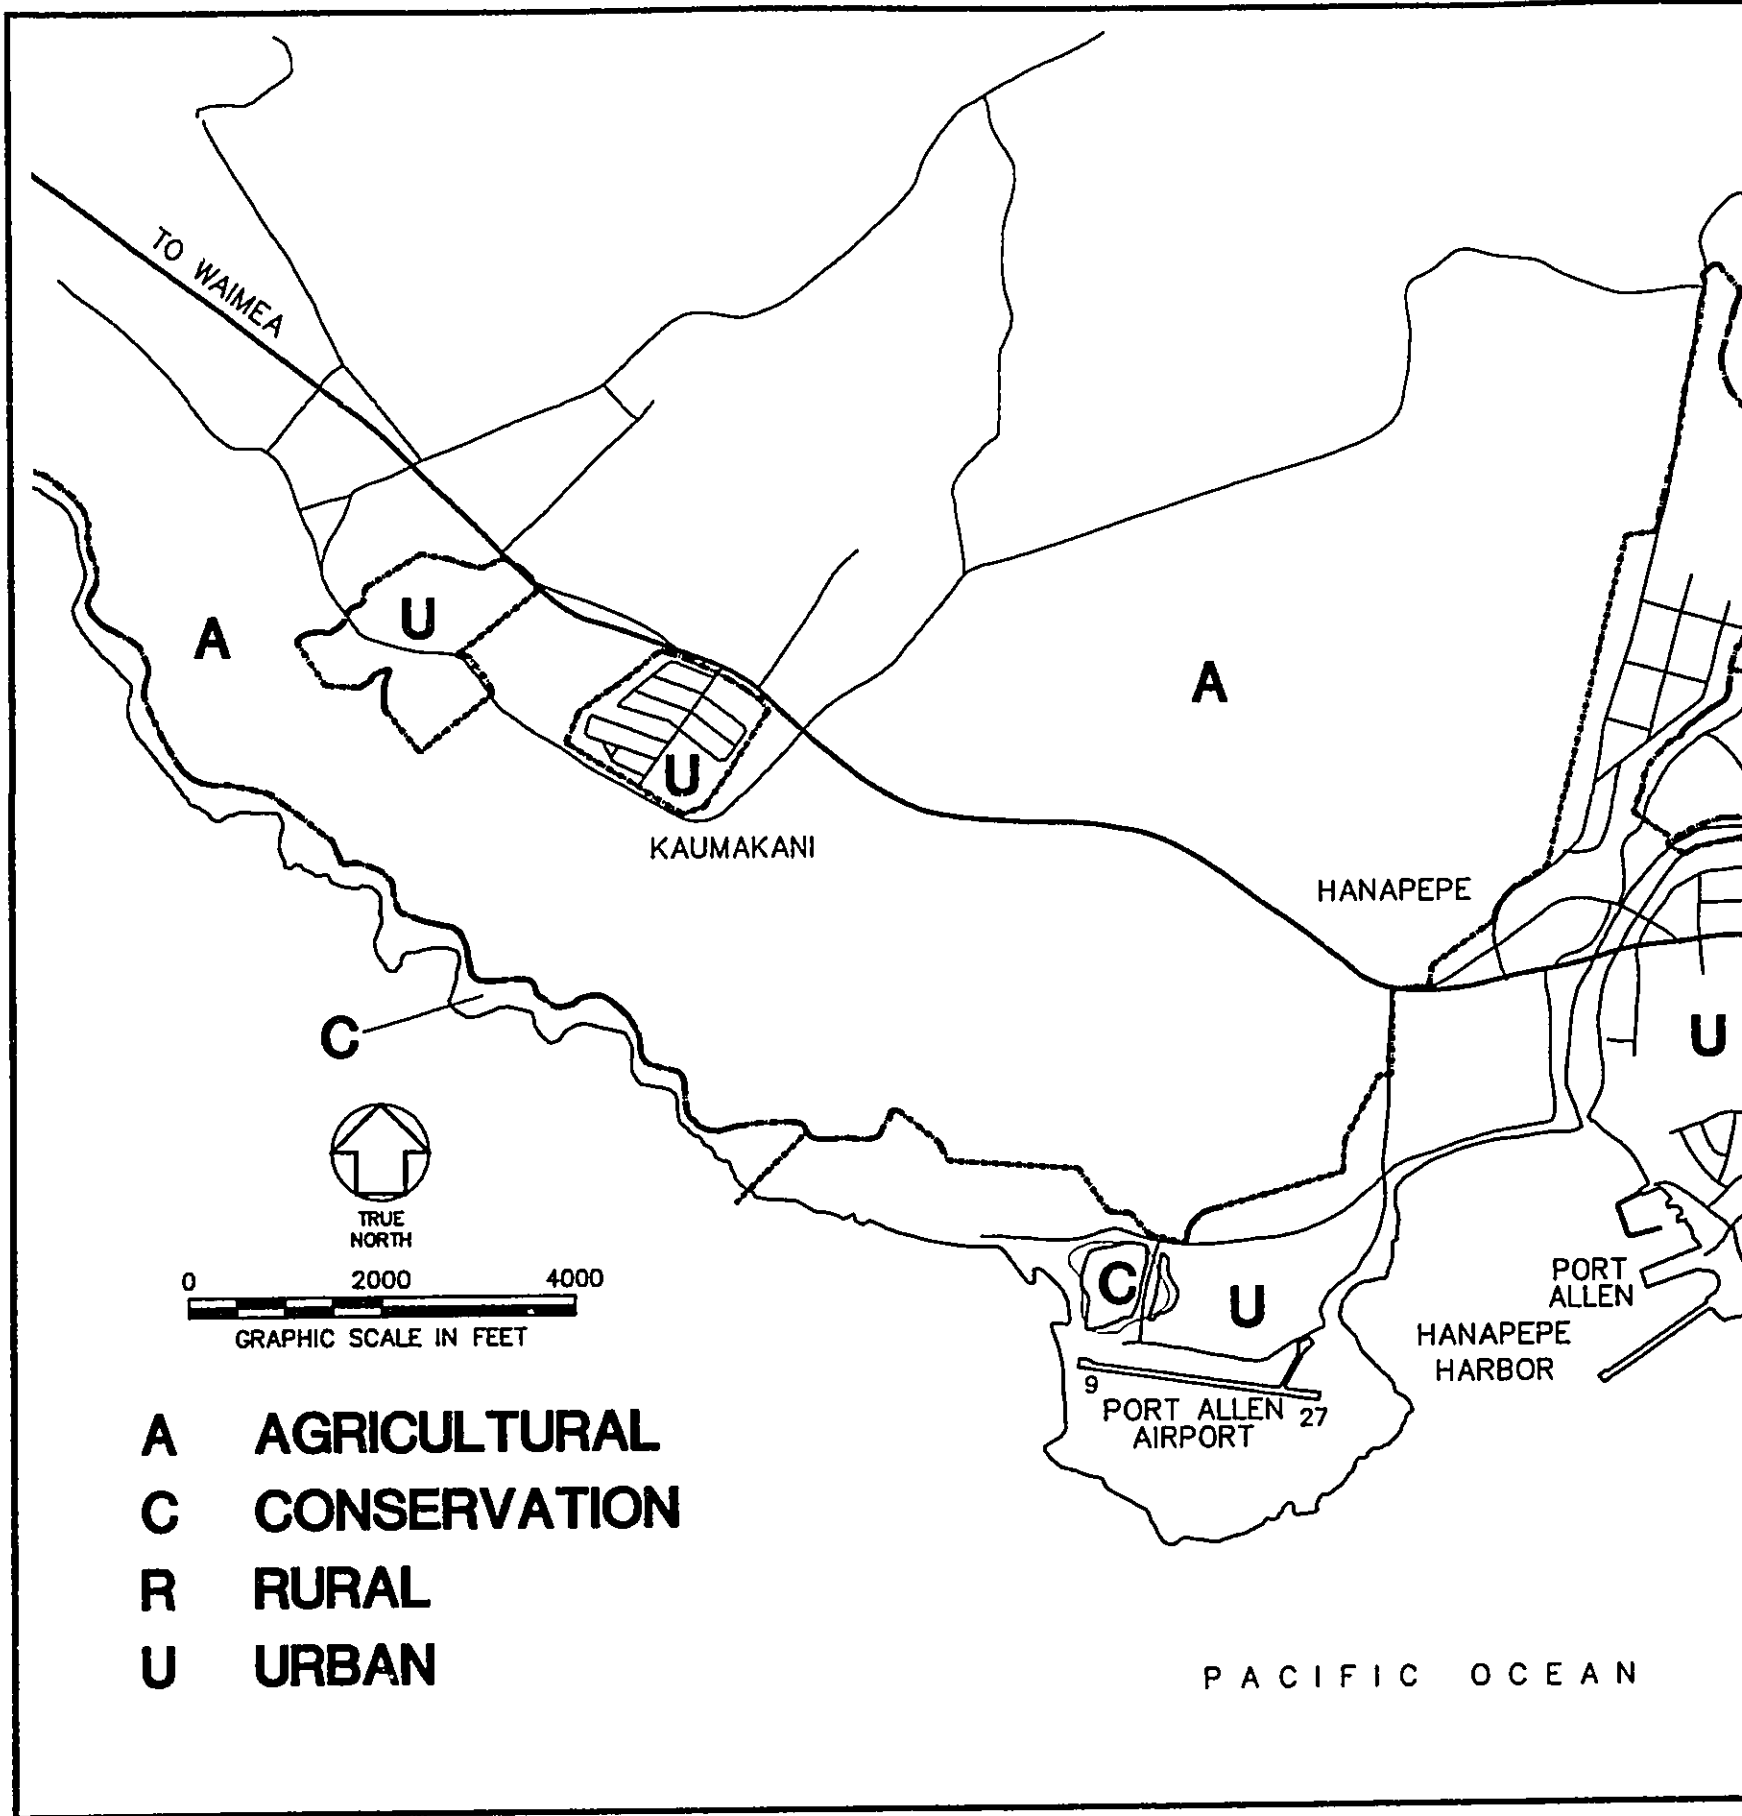 TO WAIMEA
A
U
A
U
KAUMAKANI
HANAPEPE
U
C
TRUE
NORTH
0 2000 4000
GRAPHIC SCALE IN FEET
C
U
PORT
ALLEN
HANAPEPE
HARBOR
9
27
PORT ALLEN
AIRPORT
A AGRICULTURAL
C CONSERVATION
R RURAL
U URBAN
PACIFIC OCEAN